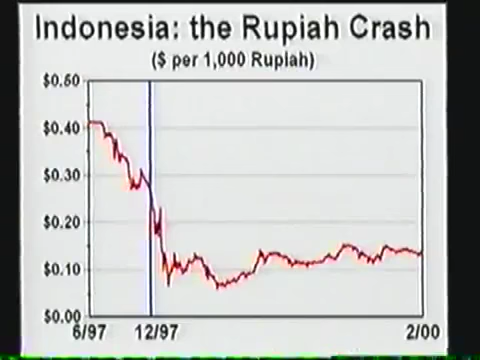 Indonesia: the Rupiah Crash
($ per 1,000 Rupiah)
$0.50
$0.40
$0.30
$0.20
$0.10
$0.00
6/97 12/97 2/00